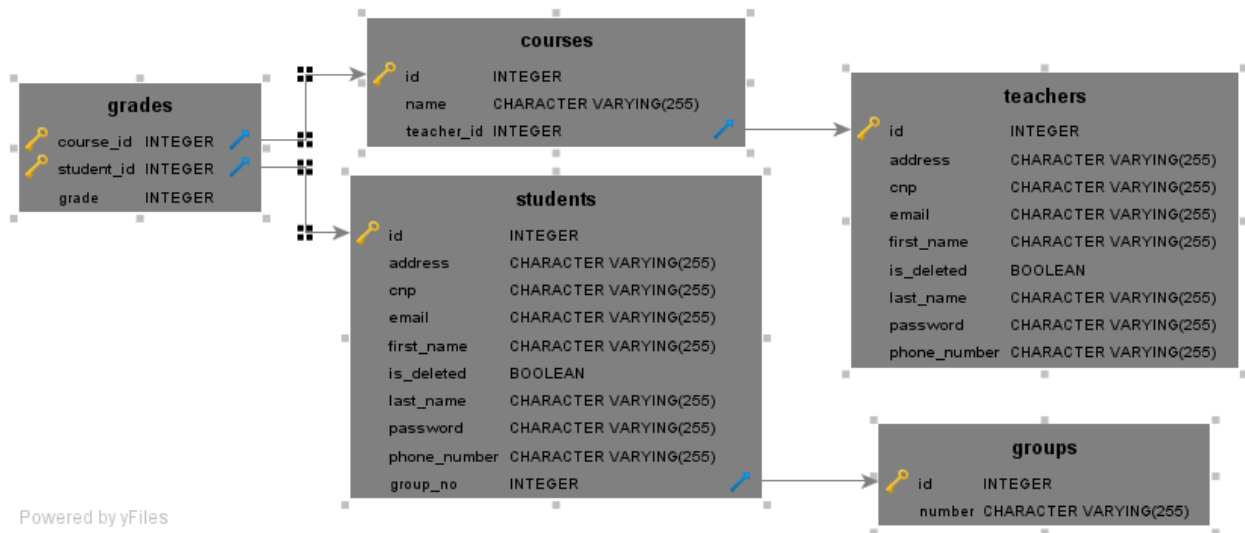 grades
course_id INTEGER
student_id INTEGER
grade INTEGER
courses
id INTEGER
name CHARACTER VARYING(255)
teacher_id INTEGER
students
id INTEGER
address CHARACTER VARYING(255)
cnp CHARACTER VARYING(255)
email CHARACTER VARYING(255)
first_name CHARACTER VARYING(255)
is_deleted BOOLEAN
last_name CHARACTER VARYING(255)
password CHARACTER VARYING(255)
phone_number CHARACTER VARYING(255)
group_no INTEGER
teachers
id INTEGER
address CHARACTER VARYING(255)
cnp CHARACTER VARYING(255)
email CHARACTER VARYING(255)
first_name CHARACTER VARYING(255)
is_deleted BOOLEAN
last_name CHARACTER VARYING(255)
password CHARACTER VARYING(255)
phone_number CHARACTER VARYING(255)
groups
id INTEGER
number CHARACTER VARYING(255)
Powered by yFiles